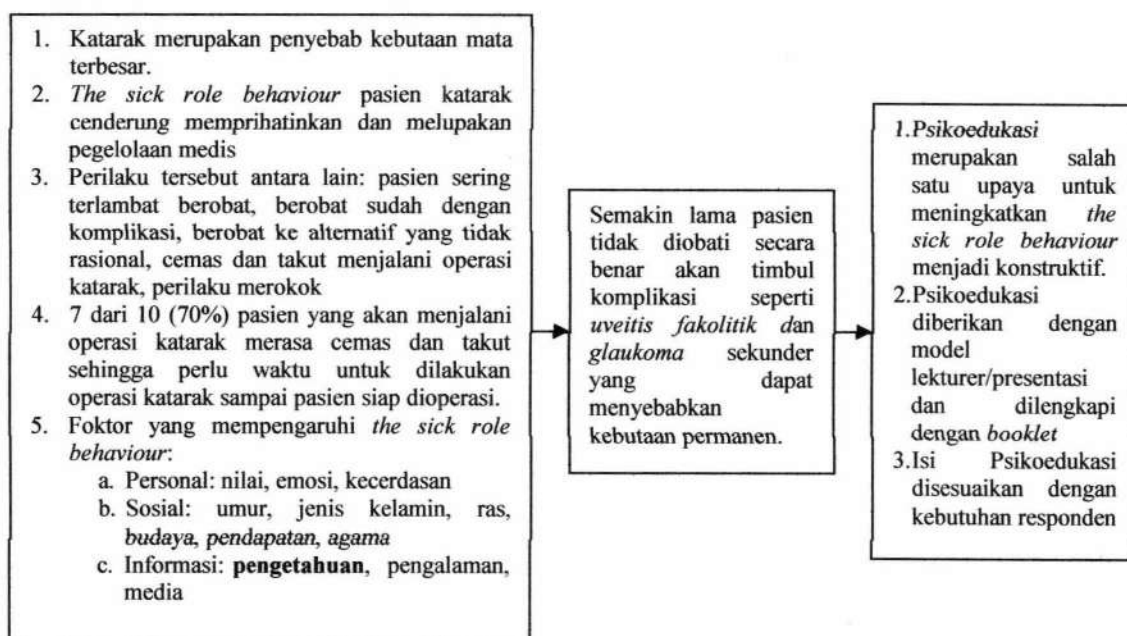 1. Katarak merupakan penyebab kebutaan mata
terbesar.
2. The sick role behaviour pasien katarak
cenderung memprihatinkan dan melupakan
pegelolaan medis
3. Perilaku tersebut antara lain: pasien sering
terlambat berobat, berobat sudah dengan
komplikasi, berobat ke alternatif yang tidak
rasional, cemas dan takut menjalani operasi
katarak, perilaku merokok
4. 7 dari 10 (70%) pasien yang akan menjalani
operasi katarak merasa cemas dan takut
sehingga perlu waktu untuk dilakukan
operasi katarak sampai pasien siap dioperasi.
5. Foktor yang mempengaruhi the sick role
behaviour:
a. Personal: nilai, emosi, kecerdasan
b. Sosial: umur, jenis kelamin, ras,
budaya, pendapatan, agama
c. Informasi: pengetahuan, pengalaman,
media
Semakin lama pasien
tidak diobati secara
benar akan timbul
komplikasi seperti
uveitis fakolitik dan
glaukoma sekunder
yang dapat
menyebabkan
kebutaan permanen.
1.Psikoedukasi
merupakan salah
satu upaya untuk
meningkatkan the
sick role behaviour
menjadi konstruktif.
2.Psikoedukasi
diberikan dengan
model
lekturer/presentasi
dan dilengkapi
dengan booklet
3.Isi Psikoedukasi
disesuaikan dengan
kebutuhan responden